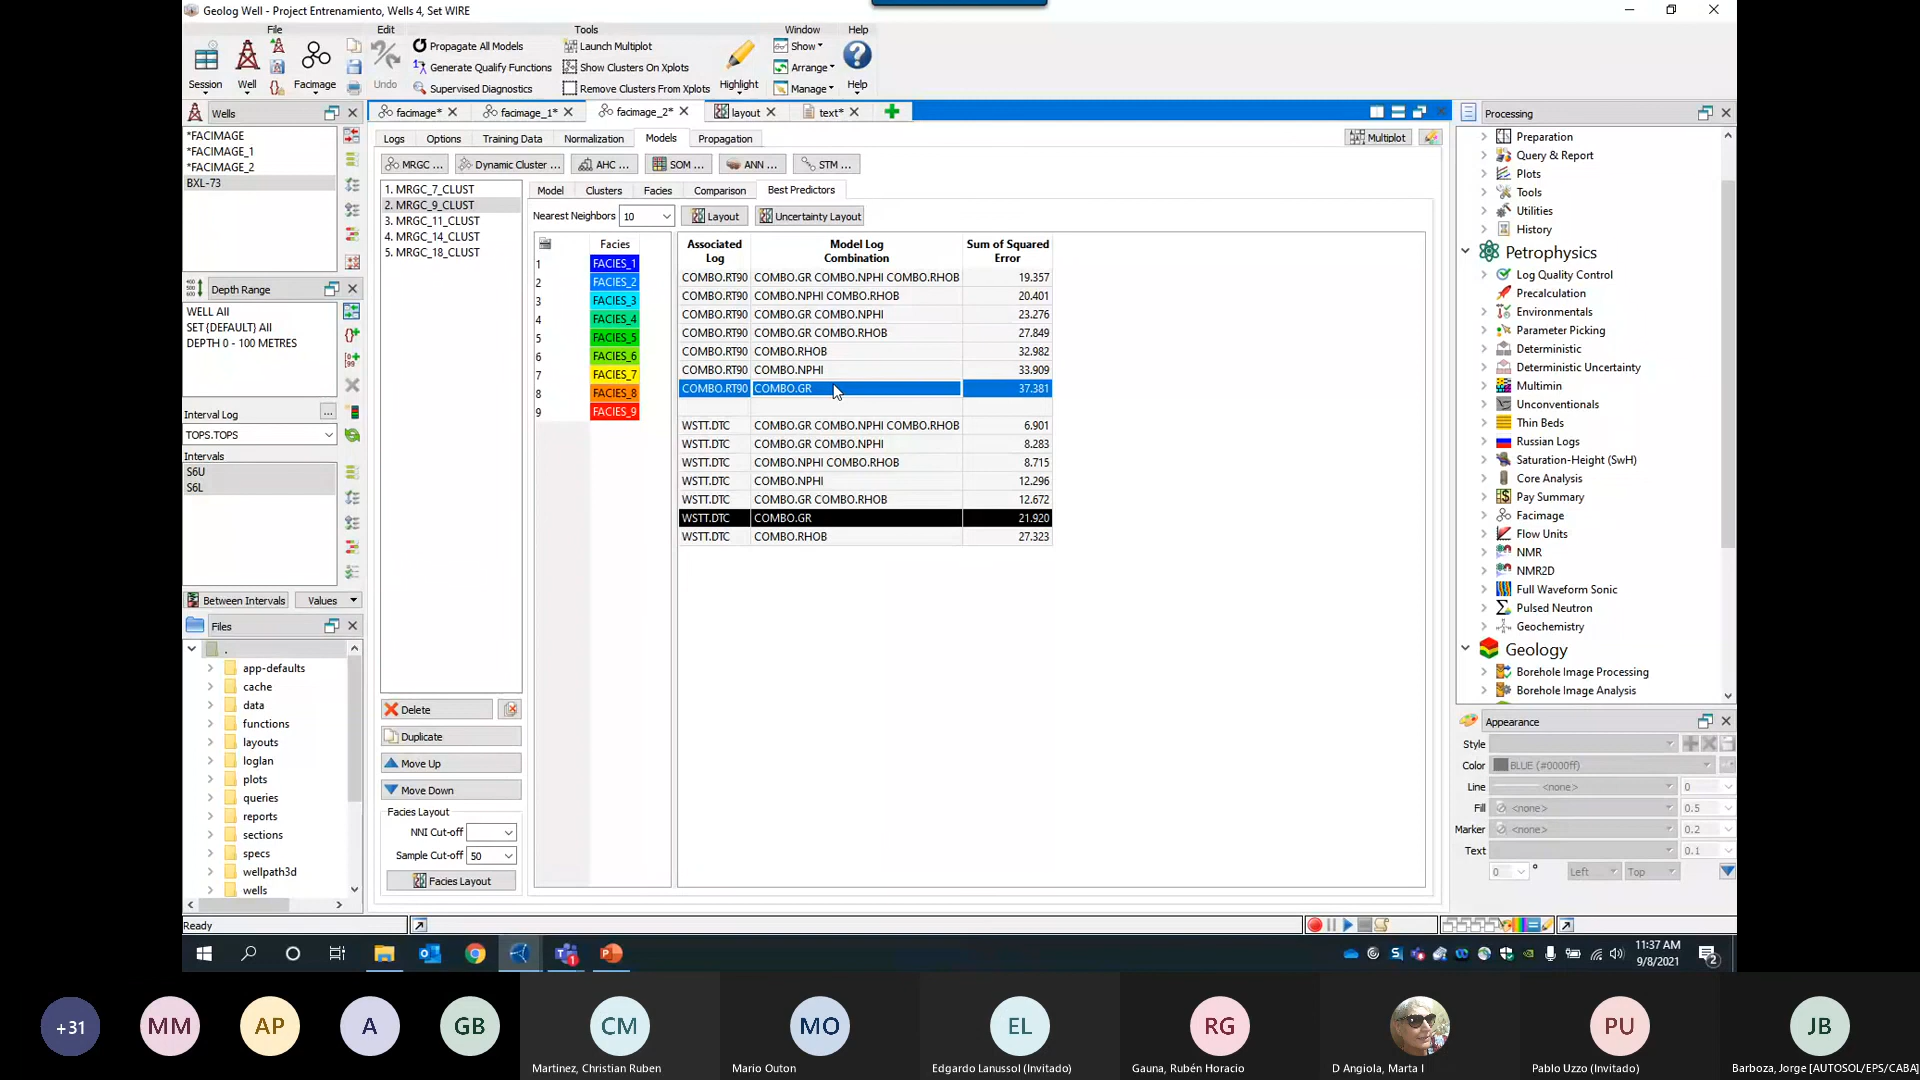 Geolog Well - Project Entrenamiento, Wells 4, Set WIRE
File
Edit
Tools
Window
Help
Session
Well
Facimage
Undo
Propagate All Models
Generate Qualify Functions
Supervised Diagnostics
Launch Multiplot
Show Clusters On Xplots
Remove Clusters From Xplots
Highlight
Show
Arrange
Manage
Help
Wells
*FACIMAGE
*FACIMAGE_1
*FACIMAGE_2
BXL-73
Depth Range
WELL All
SET {DEFAULT} All
DEPTH 0 - 100 METRES
Interval Log
...
TOPS.TOPS
Intervals
S6U
S6L
Between Intervals
Values
Files
.
app-defaults
cache
data
functions
layouts
loglan
plots
queries
reports
sections
specs
wellpath3d
wells
facimage*
facimage_1*
facimage_2*
layout
text*
Logs
Options
Training Data
Normalization
Models
Propagation
Multiplot
MRGC ...
Dynamic Cluster ...
AHC ...
SOM ...
ANN ...
STM ...
1. MRGC_7_CLUST
2. MRGC_9_CLUST
3. MRGC_11_CLUST
4. MRGC_14_CLUST
5. MRGC_18_CLUST
Delete
Duplicate
Move Up
Move Down
Facies Layout
NNI Cut-off
Sample Cut-off 50
Facies Layout
Model
Clusters
Facies
Comparison
Best Predictors
Nearest Neighbors 10
Layout
Uncertainty Layout
Facies
1 FACIES_1
2 FACIES_2
3 FACIES_3
4 FACIES_4
5 FACIES_5
6 FACIES_6
7 FACIES_7
8 FACIES_8
9 FACIES_9
Associated Log
Model Log Combination
Sum of Squared Error
COMBO.RT90 COMBO.GR COMBO.NPHI COMBO.RHOB 19.357
COMBO.RT90 COMBO.NPHI COMBO.RHOB 20.401
COMBO.RT90 COMBO.GR COMBO.NPHI 23.276
COMBO.RT90 COMBO.GR COMBO.RHOB 27.849
COMBO.RT90 COMBO.RHOB 32.982
COMBO.RT90 COMBO.NPHI 33.909
COMBO.RT90 COMBO.GR 37.381
WSTT.DTC COMBO.GR COMBO.NPHI COMBO.RHOB 6.901
WSTT.DTC COMBO.GR COMBO.NPHI 8.283
WSTT.DTC COMBO.NPHI COMBO.RHOB 8.715
WSTT.DTC COMBO.NPHI 12.296
WSTT.DTC COMBO.GR COMBO.RHOB 12.672
WSTT.DTC COMBO.GR 21.920
WSTT.DTC COMBO.RHOB 27.323
Processing
Preparation
Query & Report
Plots
Tools
Utilities
History
Petrophysics
Log Quality Control
Precalculation
Environmentals
Parameter Picking
Deterministic
Deterministic Uncertainty
Multimin
Unconventionals
Thin Beds
Russian Logs
Saturation-Height (SwH)
Core Analysis
Pay Summary
Facimage
Flow Units
NMR
NMR2D
Full Waveform Sonic
Pulsed Neutron
Geochemistry
Geology
Borehole Image Processing
Borehole Image Analysis
Appearance
Style
Color BLUE (#0000ff)
Line <none> 0
Fill <none> 0.5
Marker <none> 0.2
Text 0.1
0 ° Left Top
Ready
11:37 AM
9/8/2021
2
+31
MM
AP
A
GB
CM
Martinez, Christian Ruben
MO
Mario Outon
EL
Edgardo Lanussol (Invitado)
RG
Gauna, Rubén Horacio
D Angiola, Marta I
PU
Pablo Uzzo (Invitado)
JB
Barboza, Jorge [AUTOSOL/EPS/CABA]